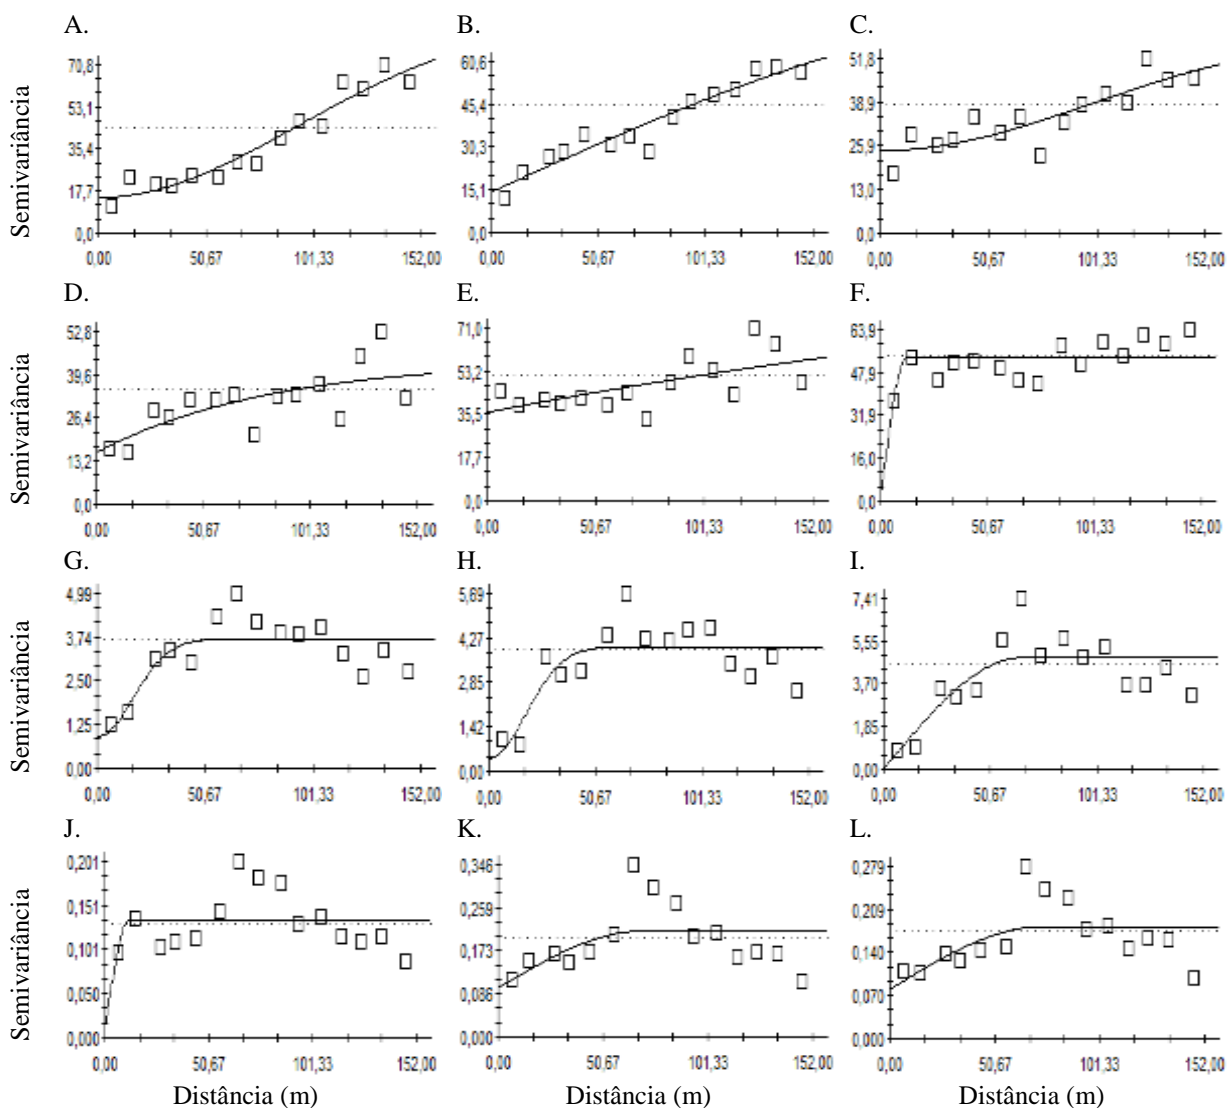 A. B. C.
Semivariância
70,8 53,1 35,4 17,7 0,0
0,00 50,67 101,33 152,00
60,6 45,4 30,3 15,1 0,0
0,00 50,67 101,33 152,00
51,8 38,9 25,9 13,0 0,0
0,00 50,67 101,33 152,00
D. E. F.
Semivariância
52,8 39,6 26,4 13,2 0,0
0,00 50,67 101,33 152,00
71,0 53,2 35,5 17,7 0,0
0,00 50,67 101,33 152,00
63,9 47,9 31,9 16,0 0,0
0,00 50,67 101,33 152,00
G. H. I.
Semivariância
4,99 3,74 2,50 1,25 0,00
0,00 50,67 101,33 152,00
5,69 4,27 2,85 1,42 0,00
0,00 50,67 101,33 152,00
7,41 5,55 3,70 1,85 0,00
0,00 50,67 101,33 152,00
J. K. L.
Semivariância
0,201 0,151 0,101 0,050 0,000
0,00 50,67 101,33 152,00
0,346 0,259 0,173 0,086 0,000
0,00 50,67 101,33 152,00
0,279 0,209 0,140 0,070 0,000
0,00 50,67 101,33 152,00
Distância (m) Distância (m) Distância (m)